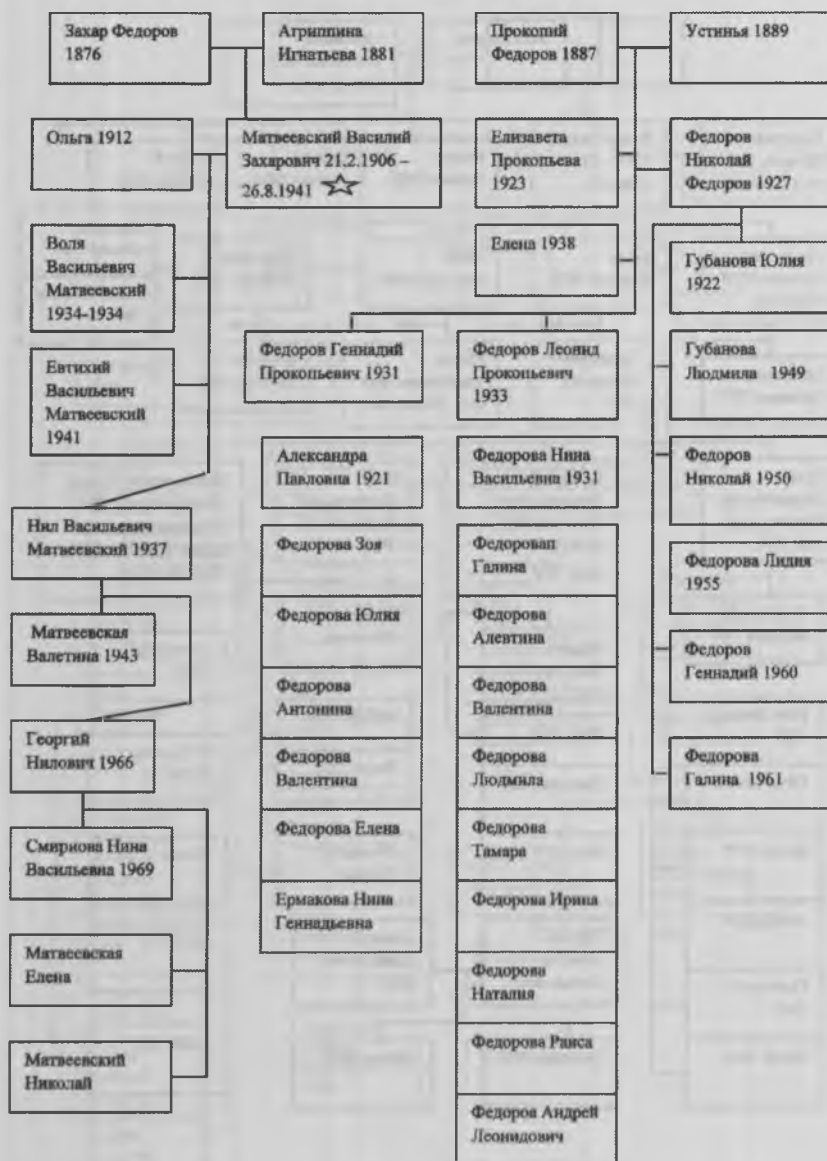 Захар Федоров
1876
Агриппина
Игнатьева 1881
Прокопий
Федоров 1887
Устинья 1889
Ольга 1912
Матвеевский Василий
Захарович 21.2.1906 –
26.8.1941
Елизавета
Прокопьева
1923
Федоров
Николай
Федоров 1927
Воля
Васильевич
Матвеевский
1934-1934
Елена 1938
Губанова Юлия
1922
Евтихий
Васильевич
Матвеевский
1941
Федоров Геннадий
Прокопьевич 1931
Федоров Леонид
Прокопьевич
1933
Губанова
Людмила 1949
Александра
Павловна 1921
Федорова Нина
Васильевна 1931
Федоров
Николай 1950
Нил Васильевич
Матвеевский 1937
Федорова Зоя
Федоровап
Галина
Федорова Лидия
1955
Матвеевская
Валетина 1943
Федорова Юлия
Федорова
Алевтина
Федоров
Геннадий 1960
Федорова
Антонина
Федорова
Валентина
Георгий
Нилович 1966
Федорова
Валентина
Федорова
Людмила
Федорова
Галина 1961
Смирнова Нина
Васильевна 1969
Федорова Елена
Федорова
Тамара
Ермакова Нина
Геннадьевна
Федорова Ирина
Матвеевская
Елена
Федорова
Наталия
Матвеевский
Николай
Федорова Раиса
Федоров Андрей
Леонидович